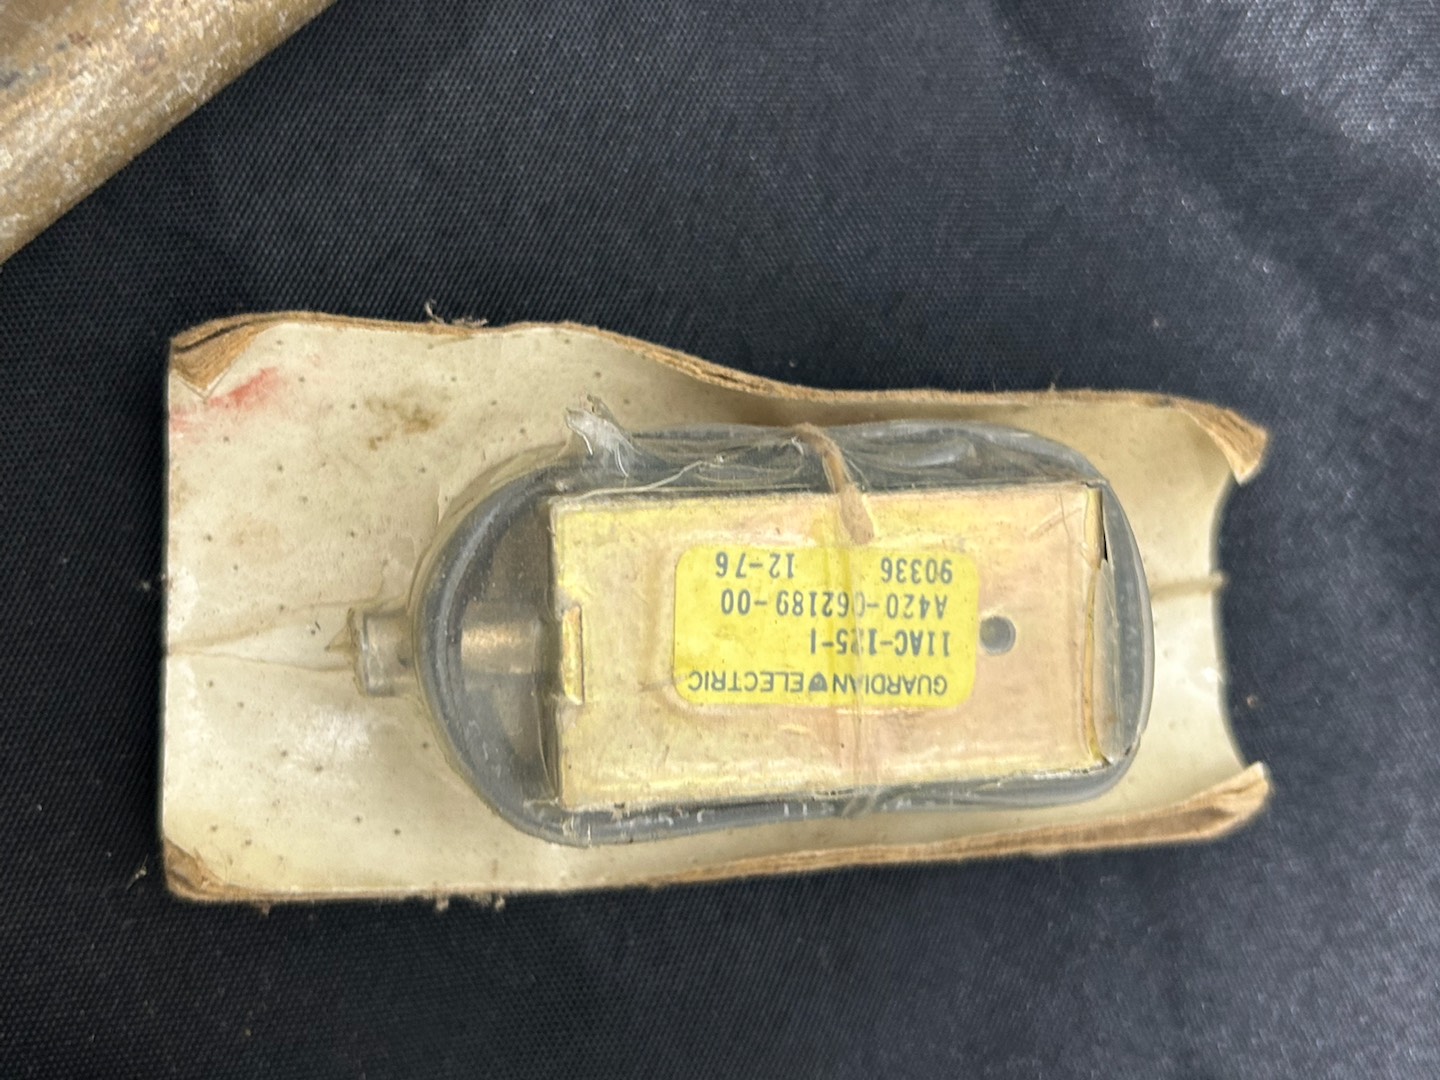 GUARDIAN ELECTRIC
11AC-125-1
A420-062189-00
90336 12-76